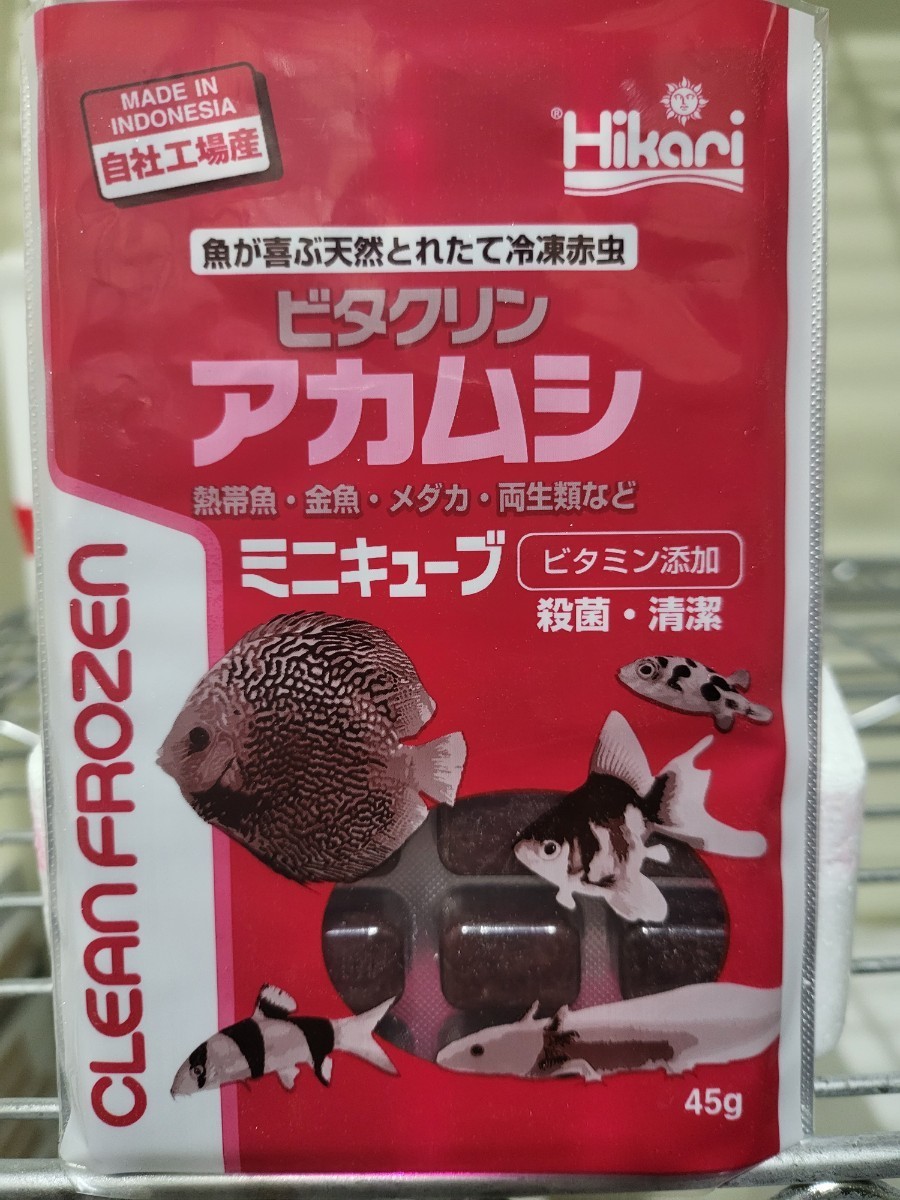 MADE IN
INDONESIA
自社工場産
®Hikari
魚が喜ぶ天然とれたて冷凍赤虫
ビタクリン
アカムシ
熱帯魚・金魚・メダカ・両生類など
ミニキューブ
ビタミン添加
殺菌・清潔
CLEAN FROZEN
45g